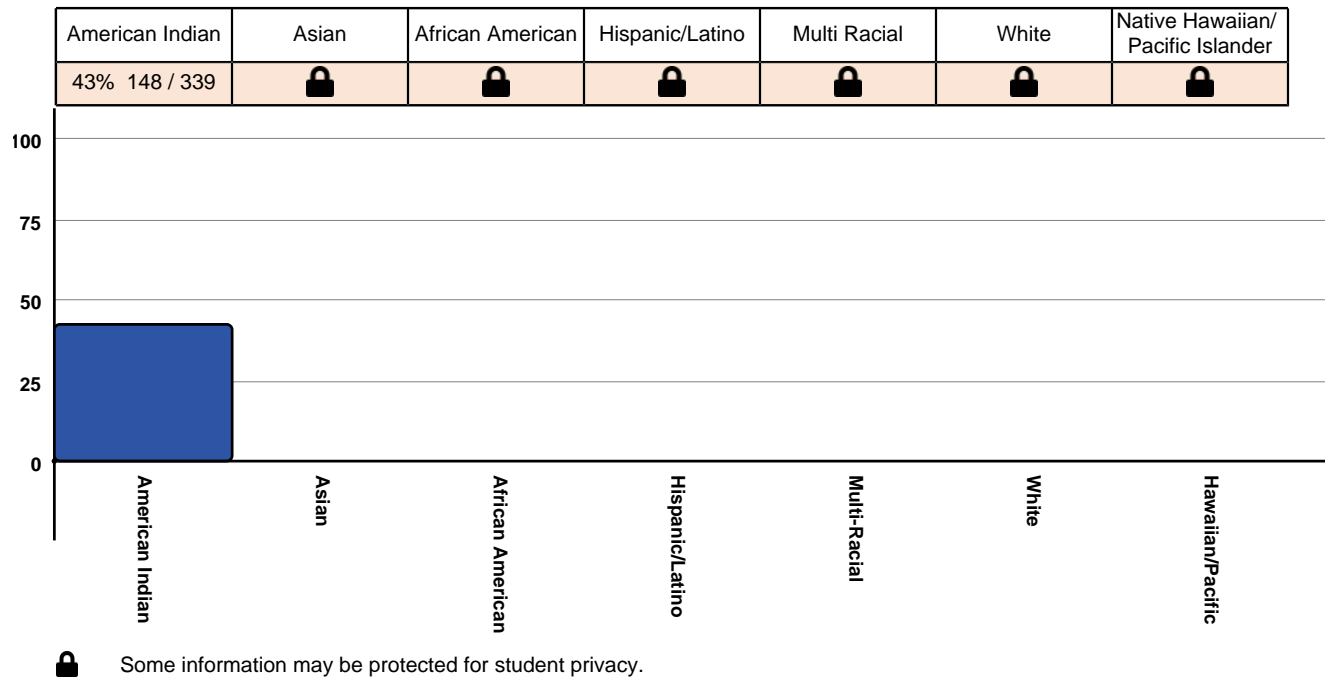 American Indian Asian African American Hispanic/Latino Multi Racial White Native Hawaiian/
Pacific Islander
43% 148 / 339
100
75
50
25
0
American Indian
Asian
African American
Hispanic/Latino
Multi-Racial
White
Hawaiian/Pacific
Some information may be protected for student privacy.